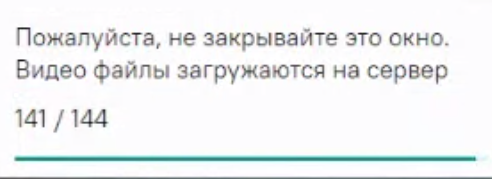 Пожалуйста, не закрывайте это окно.
Видео файлы загружаются на сервер
141 / 144